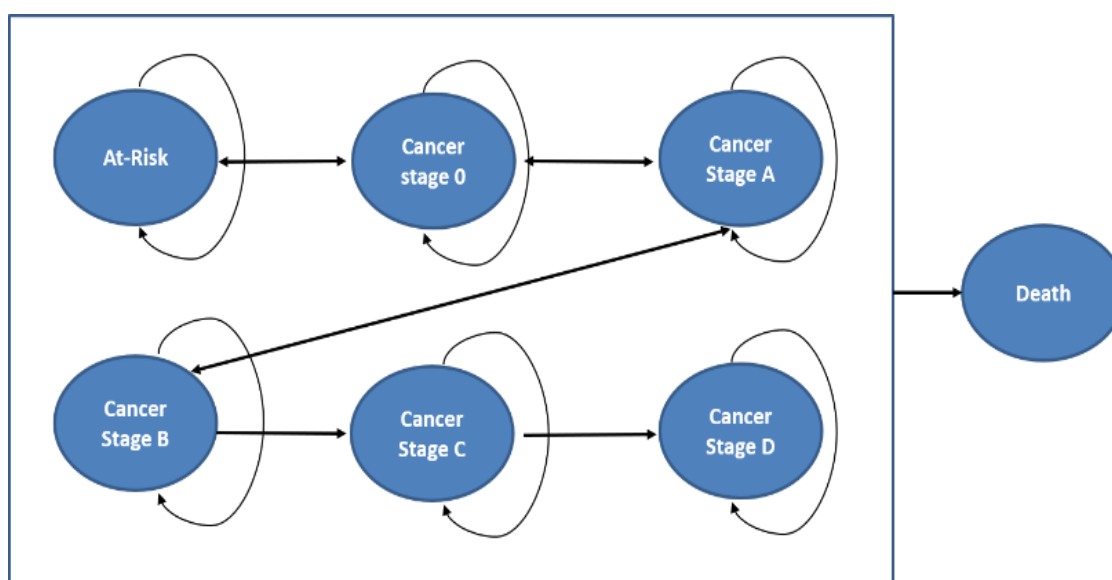 At-Risk
Cancer
stage 0
Cancer
Stage A
Death
Cancer
Stage B
Cancer
Stage C
Cancer
Stage D